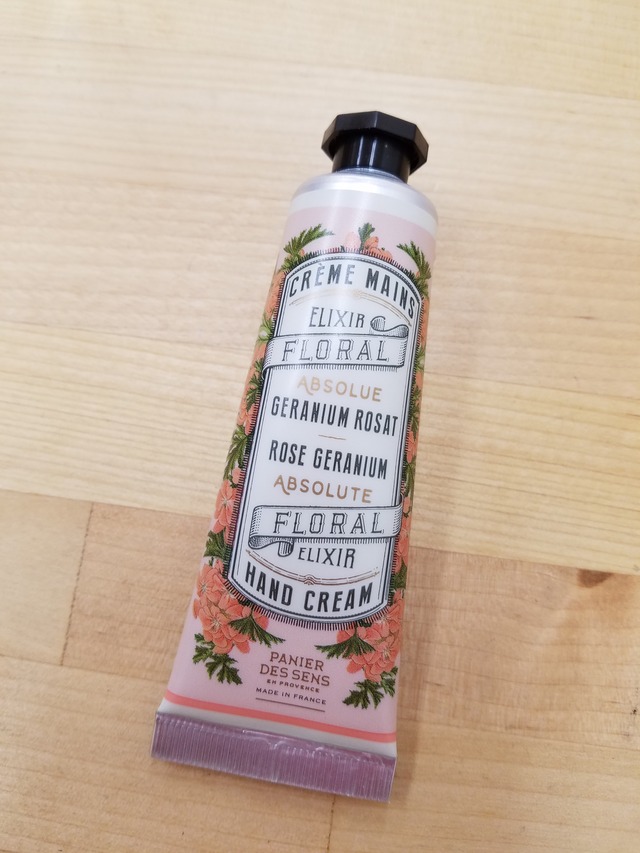 CRÈME MAINS
ELIXIR
FLORAL
ABSOLUE
GERANIUM ROSAT
ROSE GERANIUM
ABSOLUTE
FLORAL
ELIXIR
HAND CREAM
PANIER
DES SENS
EN PROVENCE
MADE IN FRANCE